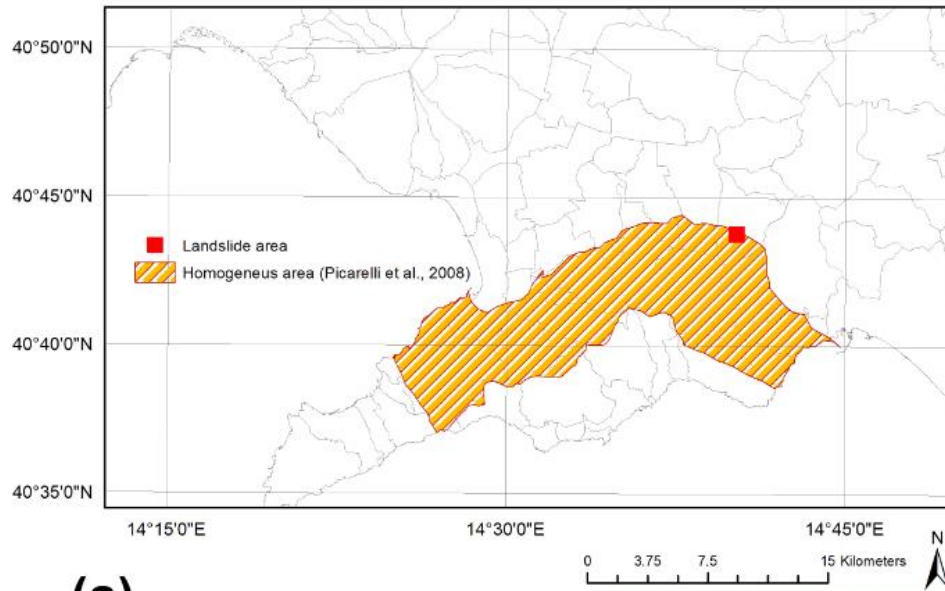 40°50'0"N
40°45'0"N
Landslide area
Homogeneus area (Picarelli et al., 2008)
40°40'0"N
40°35'0"N
14°15'0"E 14°30'0"E 14°45'0"E
N
0 3.75 7.5 15 Kilometers